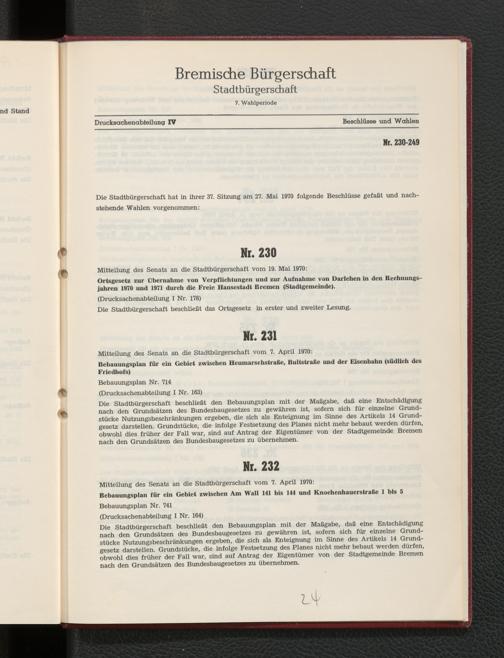 nd Stand
Bremische Bürgerschaft
Stadtbürgerschaft
7. Wahlperiode
Drucksachenabteilung IV
Beschlüsse und Wahlen
Nr. 230-249
Die Stadtbürgerschaft hat in ihrer 37. Sitzung am 27. Mai 1970 folgende Beschlüsse gefaßt und nach-
stehende Wahlen vorgenommen:
Nr. 230
Mitteilung des Senats an die Stadtbürgerschaft vom 19. Mai 1970:
Ortsgesetz zur Übernahme von Verpflichtungen und zur Aufnahme von Darlehen in den Rechnungs-
jahren 1970 und 1971 durch die Freie Hansestadt Bremen (Stadtgemeinde).
(Drucksachenabteilung I Nr. 178)
Die Stadtbürgerschaft beschließt das Ortsgesetz in erster und zweiter Lesung.
Nr. 231
Mitteilung des Senats an die Stadtbürgerschaft vom 7. April 1970:
Bebauungsplan für ein Gebiet zwischen Hemmarschstraße, Bultstraße und der Eisenbahn (südlich des
Friedhofs)
Bebauungsplan Nr. 714
(Drucksachenabteilung I Nr. 163)
Die Stadtbürgerschaft beschließt den Bebauungsplan mit der Maßgabe, daß eine Entschädigung
nach den Grundsätzen des Bundesbaugesetzes zu gewähren ist, sofern sich für einzelne Grund-
stücke Nutzungsbeschränkungen ergeben, die sich als Enteignung im Sinne des Artikels 14 Grund-
gesetz darstellen. Grundstücke, die infolge Festsetzung des Planes nicht mehr bebaut werden dürfen,
obwohl dies früher der Fall war, sind auf Antrag der Eigentümer von der Stadtgemeinde Bremen
nach den Grundsätzen des Bundesbaugesetzes zu übernehmen.
Nr. 232
Mitteilung des Senats an die Stadtbürgerschaft vom 7. April 1970:
Bebauungsplan für ein Gebiet zwischen Am Wall 141 bis 144 und Knochenhauerstraße 1 bis 5
Bebauungsplan Nr. 741
(Drucksachenabteilung I Nr. 164)
Die Stadtbürgerschaft beschließt den Bebauungsplan mit der Maßgabe, daß eine Entschädigung
nach den Grundsätzen des Bundesbaugesetzes zu gewähren ist, sofern sich für einzelne Grund-
stücke Nutzungsbeschränkungen ergeben, die sich als Enteignung im Sinne des Artikels 14 Grund-
gesetz darstellen. Grundstücke, die infolge Festsetzung des Planes nicht mehr bebaut werden dürfen,
obwohl dies früher der Fall war, sind auf Antrag der Eigentümer von der Stadtgemeinde Bremen
nach den Grundsätzen des Bundesbaugesetzes zu übernehmen.
24